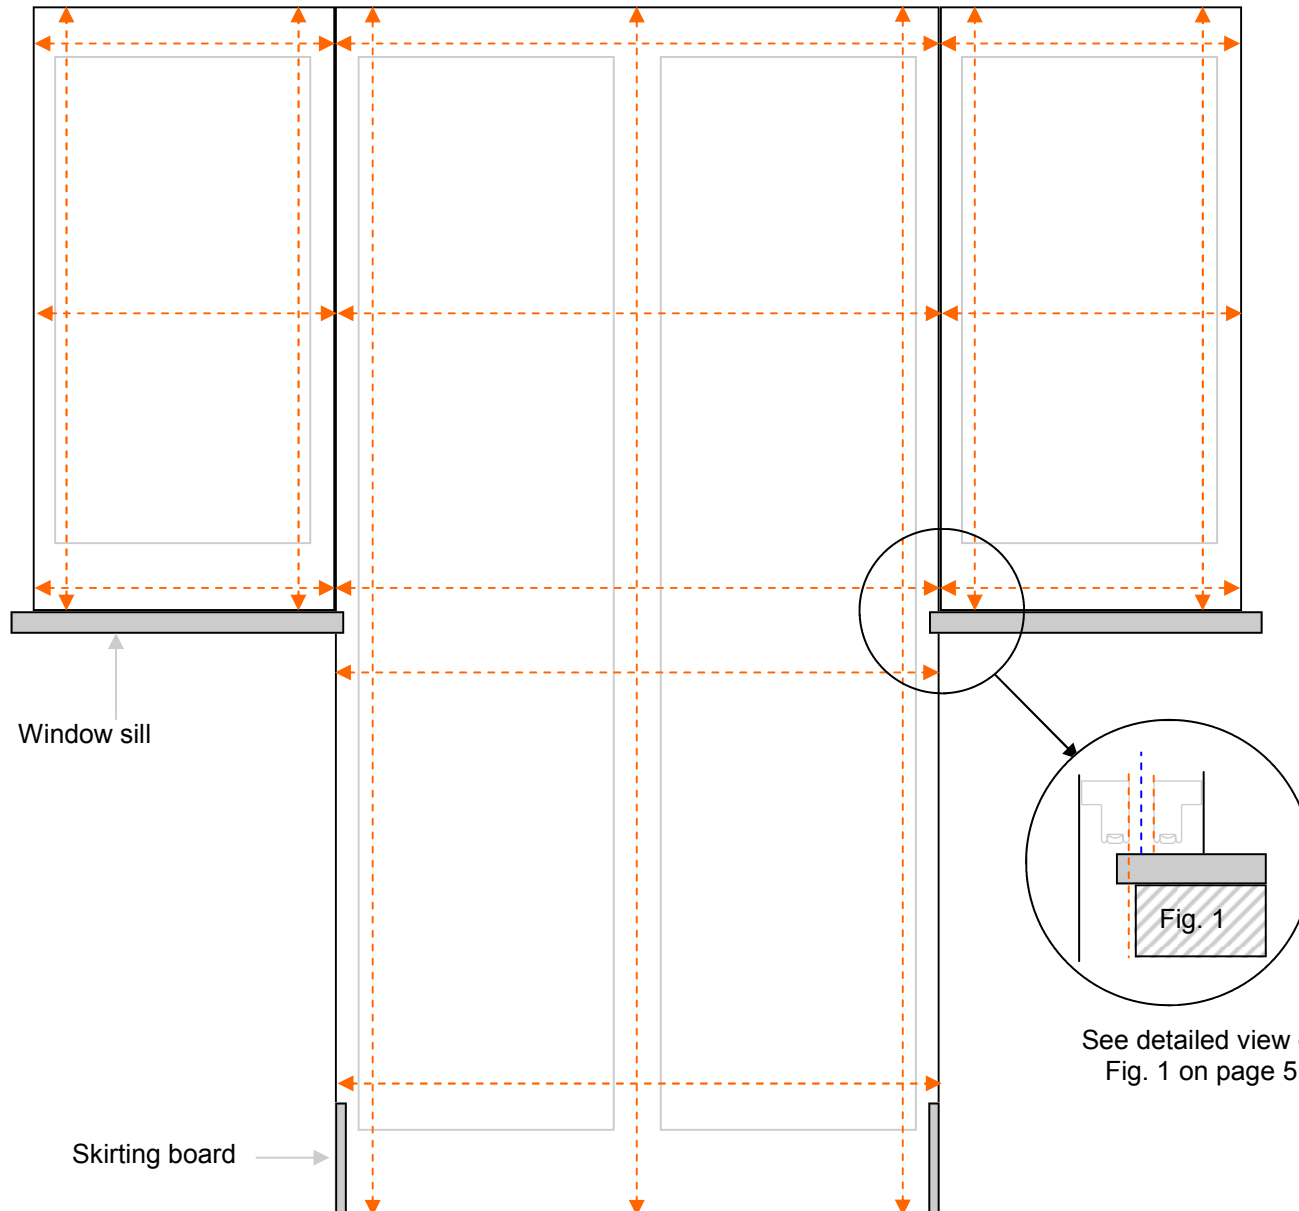 Window sill
Fig. 1
See detailed view
Fig. 1 on page 5
Skirting board